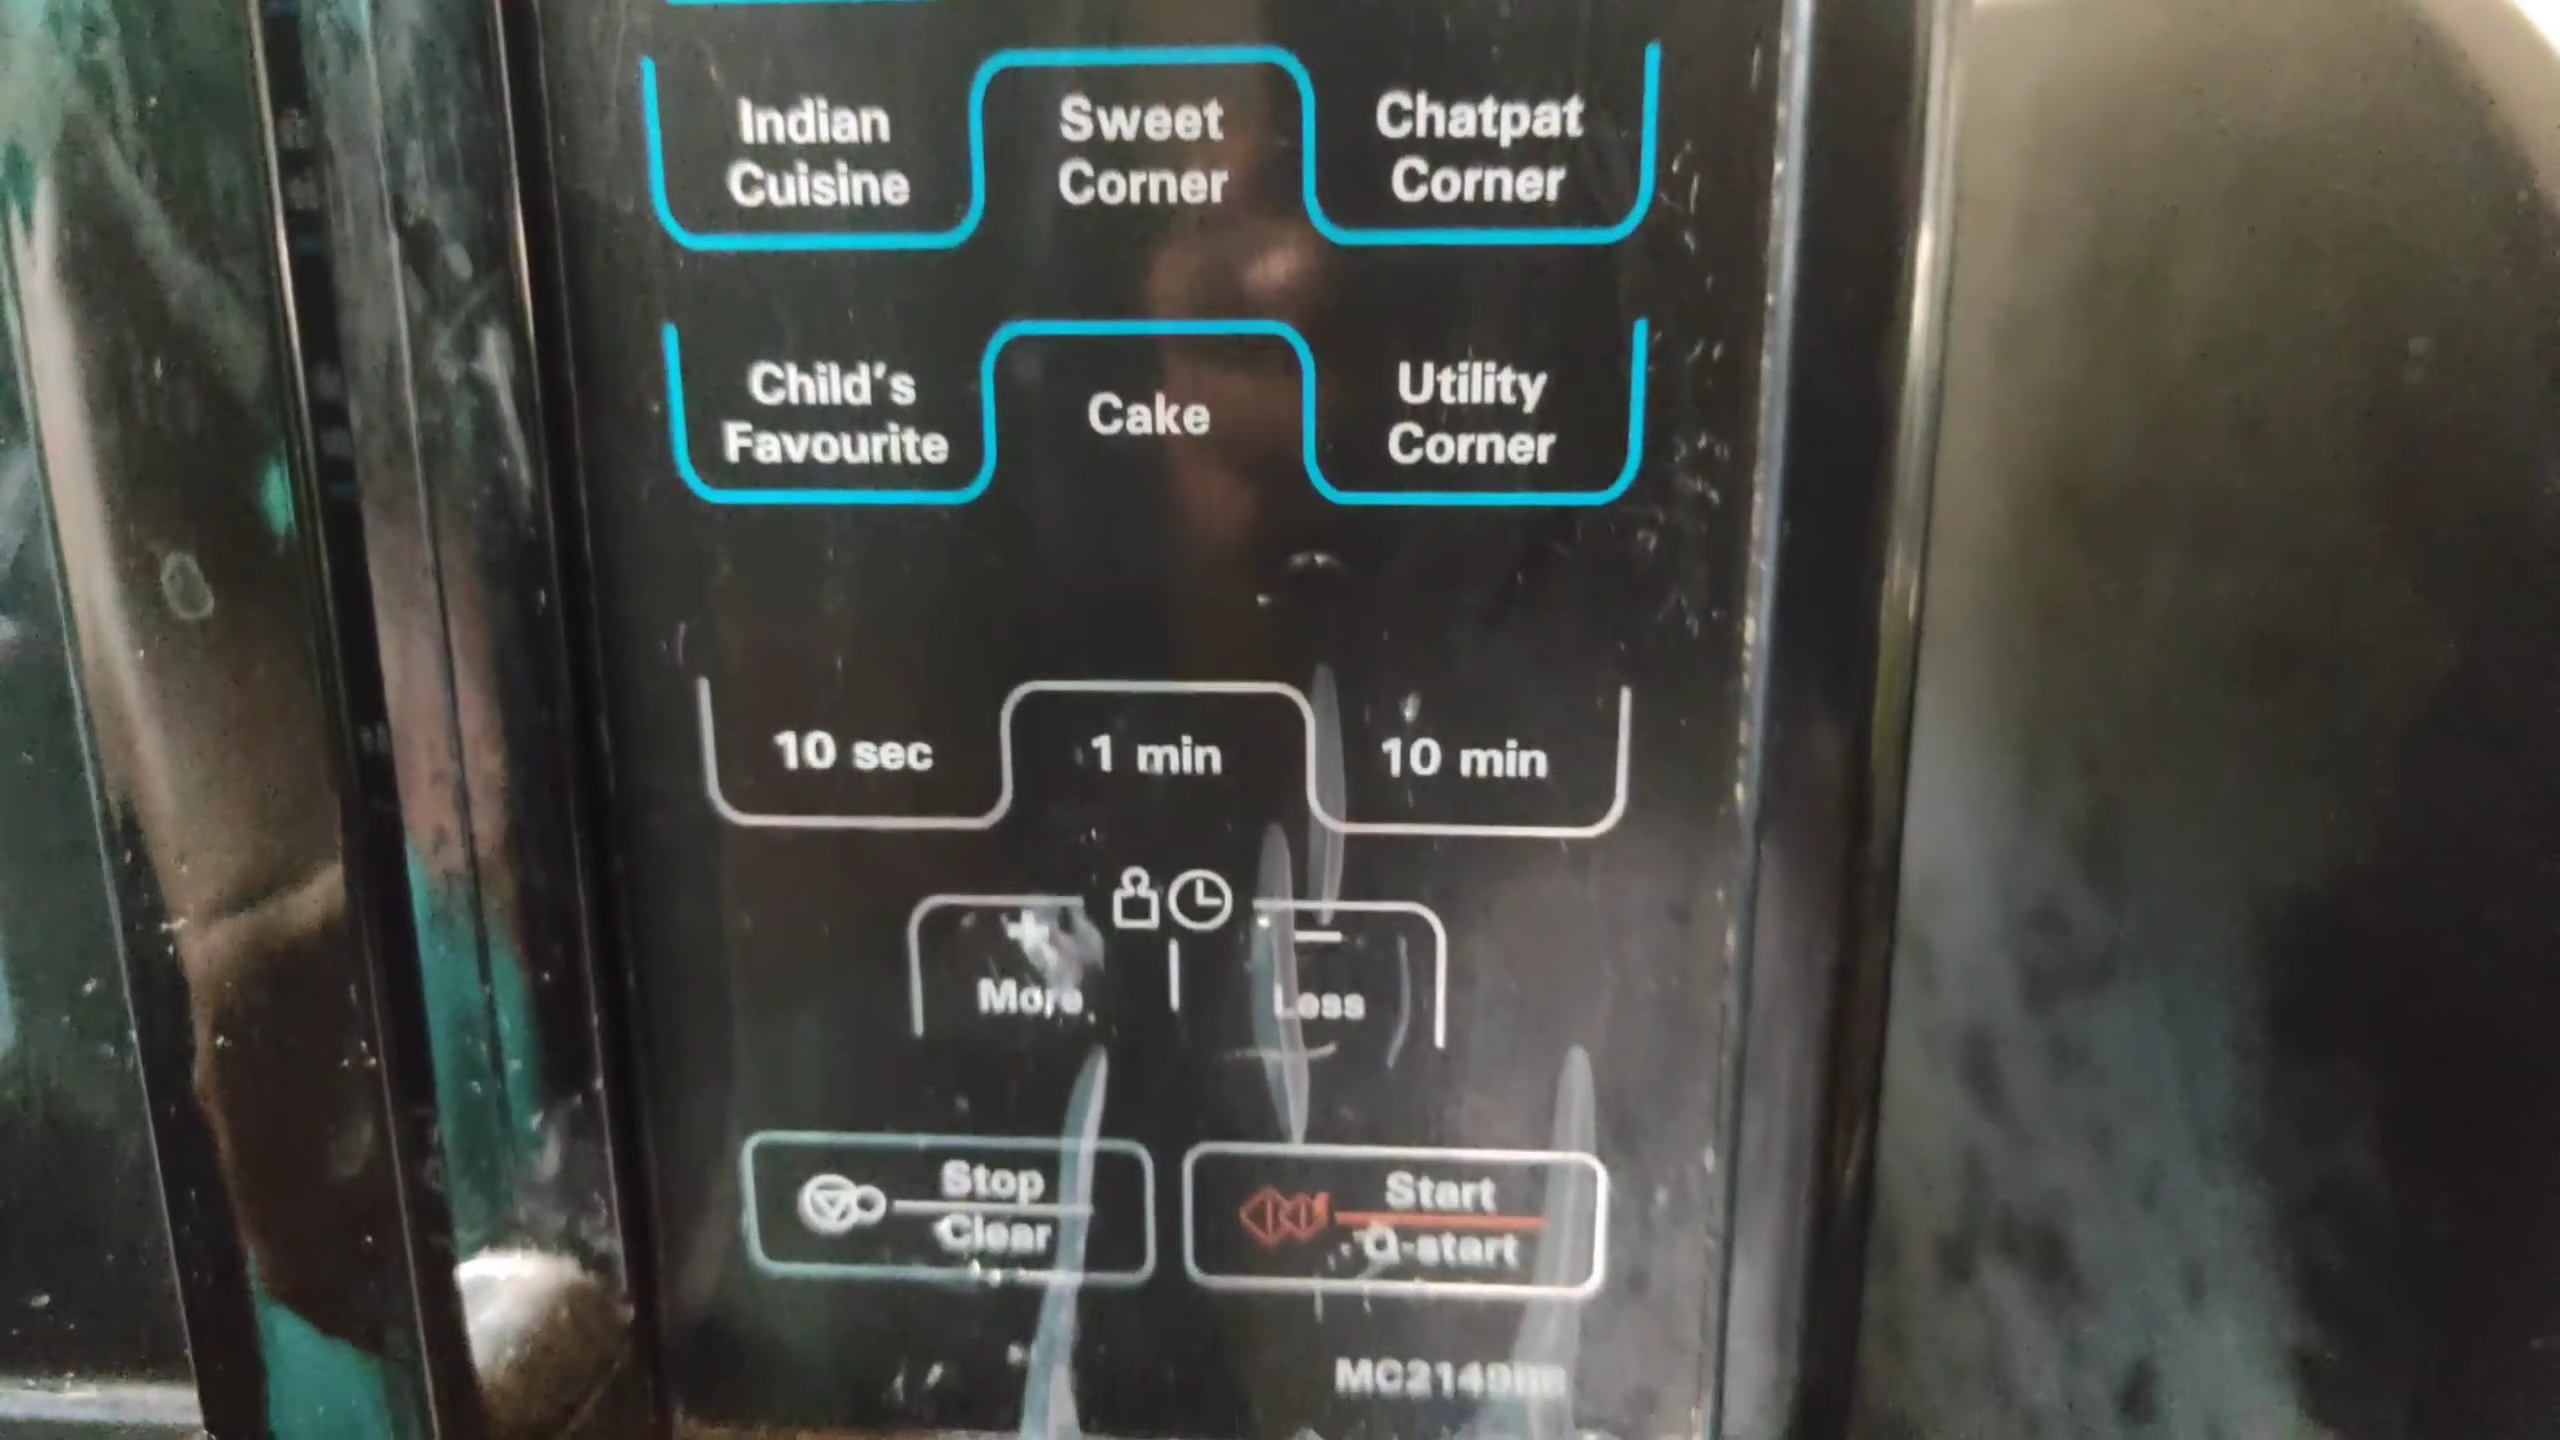 Indian Cuisine
Sweet Corner
Chatpat Corner
Child's Favourite
Cake
Utility Corner
10 sec
1 min
10 min
+
More
−
Less
Stop
Clear
Start
Q-start